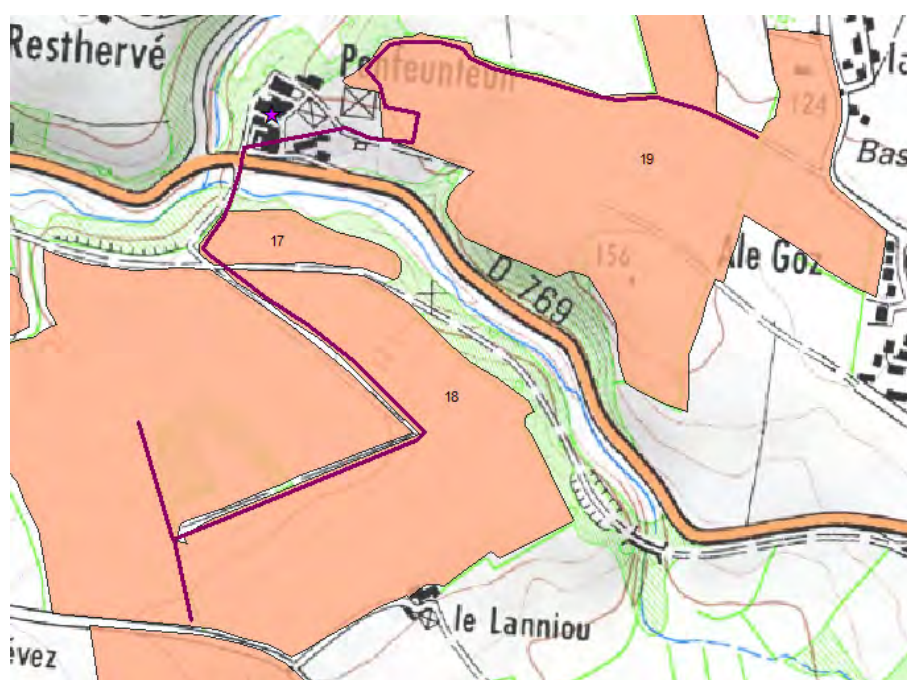 Resthervé
Penfeunteun
124
19
Bas
17
156
Ale Goz
D 769
18
le Lanniou
évez